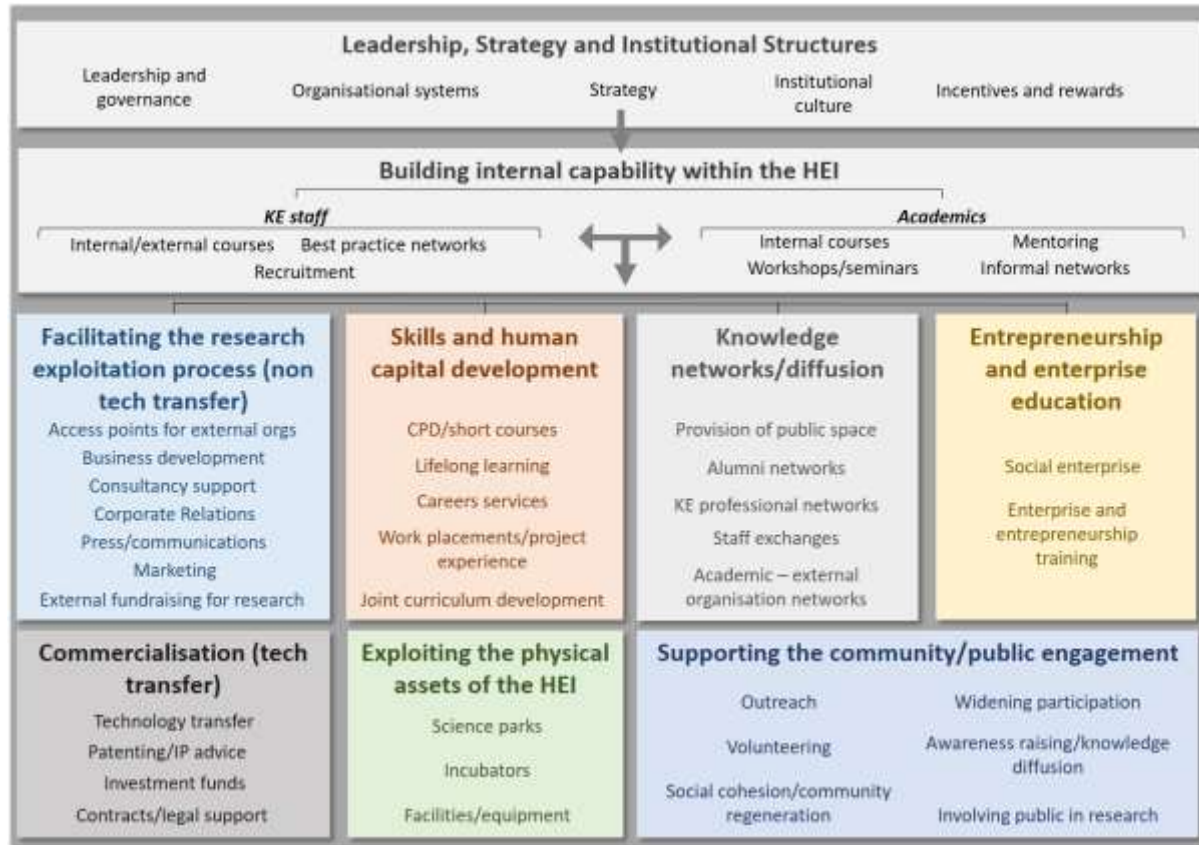 Leadership, Strategy and Institutional Structures
Leadership and
governance
Organisational systems
Strategy
Institutional
culture
Incentives and rewards
Building internal capability within the HEI
KE staff
Internal/external courses
Best practice networks
Recruitment
Academics
Internal courses
Mentoring
Workshops/seminars
Informal networks
Facilitating the research
exploitation process (non
tech transfer)
Access points for external orgs
Business development
Consultancy support
Corporate Relations
Press/communications
Marketing
External fundraising for research
Skills and human
capital development
CPD/short courses
Lifelong learning
Careers services
Work placements/project
experience
Joint curriculum development
Knowledge
networks/diffusion
Provision of public space
Alumni networks
KE professional networks
Staff exchanges
Academic – external
organisation networks
Entrepreneurship
and enterprise
education
Social enterprise
Enterprise and
entrepreneurship
training
Commercialisation (tech
transfer)
Technology transfer
Patenting/IP advice
Investment funds
Contracts/legal support
Exploiting the physical
assets of the HEI
Science parks
Incubators
Facilities/equipment
Supporting the community/public engagement
Outreach
Volunteering
Social cohesion/community
regeneration
Widening participation
Awareness raising/knowledge
diffusion
Involving public in research